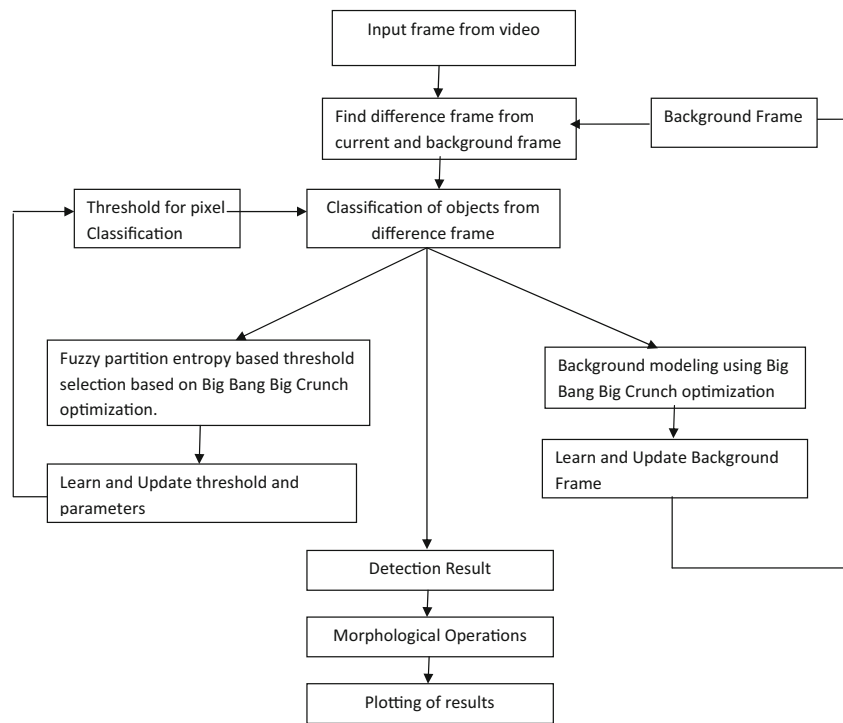 Input frame from video
Find difference frame from
current and background frame
Background Frame
Threshold for pixel
Classification
Classification of objects from
difference frame
Fuzzy partition entropy based threshold
selection based on Big Bang Big Crunch
optimization.
Background modeling using Big
Bang Big Crunch optimization
Learn and Update threshold and
parameters
Learn and Update Background
Frame
Detection Result
Morphological Operations
Plotting of results